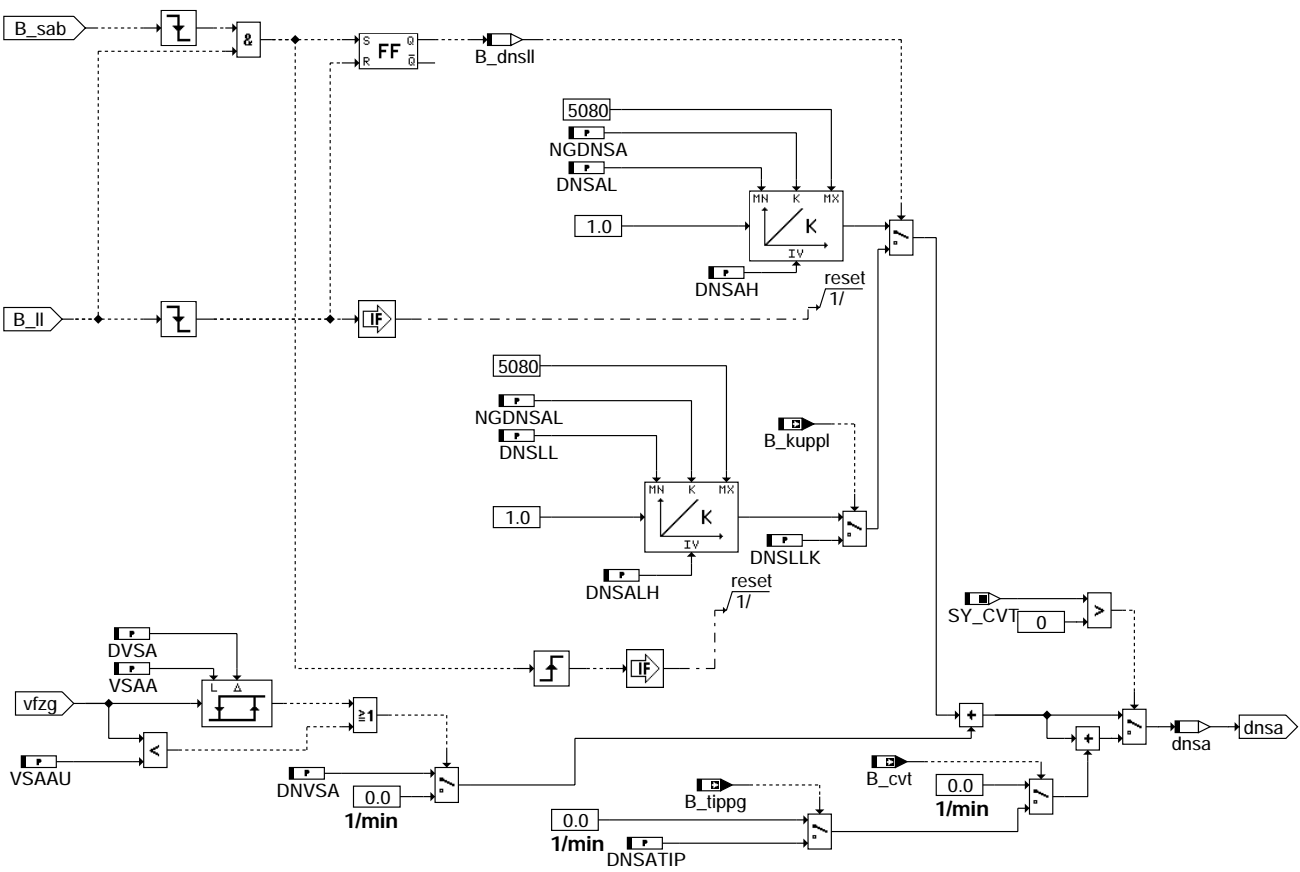 B_sab
&
S Q
FF
R Q
B_dnsll
5080
P
NGDNSA
P
DNSAL
P
MN K MX
1.0
K
IV
P
DNSAH
reset
1/
B_ll
IF
5080
P
NGDNSAL
P
DNSLL
P
B_kuppl
MN K MX
1.0
K
IV
P
DNSLLK
P
DNSALH
reset
1/
SY_CVT
0
>
P
DVSA
P
VSAA
L Δ
IF
vfzg
≥1
+
<
P
VSAAU
+
dnsa
dnsa
P
DNVSA
0.0
1/min
B_tippg
B_cvt
0.0
1/min
0.0
1/min
P
DNSATIP